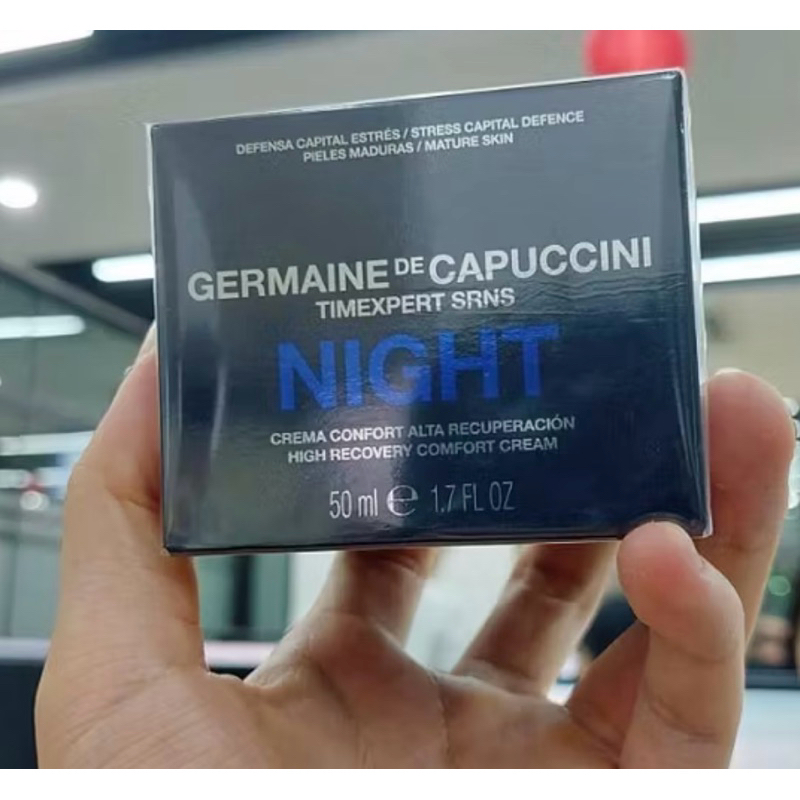 DEFENSA CAPITAL ESTRÉS / STRESS CAPITAL DEFENCE
PIELES MADURAS / MATURE SKIN
GERMAINE DE CAPUCCINI
TIMEXPERT SRNS
NIGHT
CREMA CONFORT ALTA RECUPERACIÓN
HIGH RECOVERY COMFORT CREAM
50 ml ℮ 1.7 FL OZ